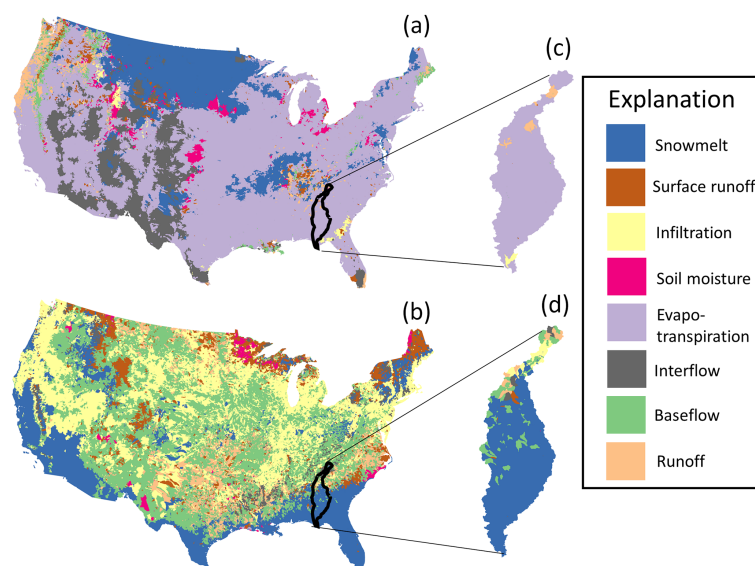 (a)
(c)
Explanation
Snowmelt
Surface runoff
Infiltration
Soil moisture
Evapo-
transpiration
Interflow
Baseflow
Runoff
(b)
(d)